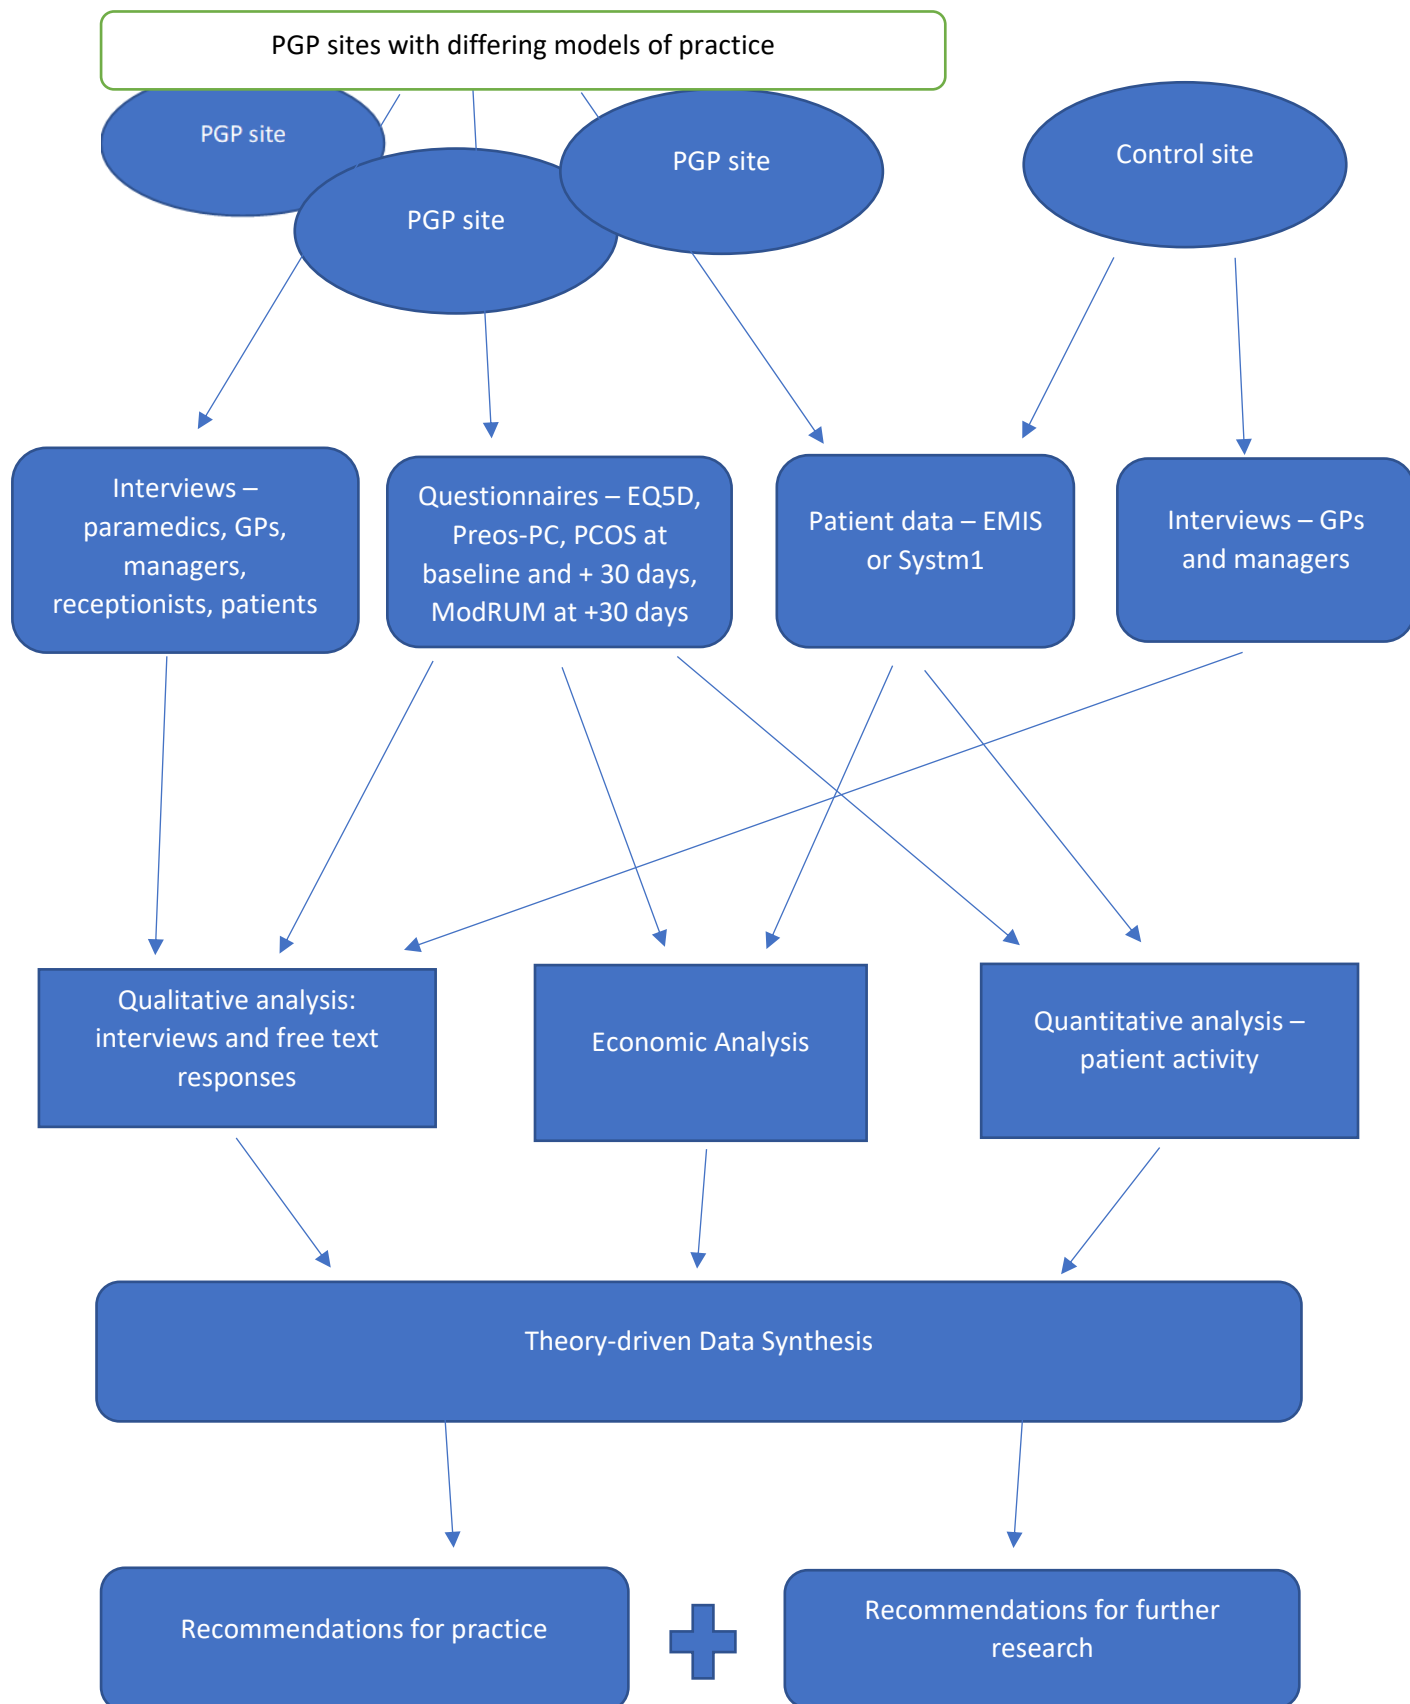 PGP sites with differing models of practice
PGP site
PGP site
PGP site
Control site
Interviews –
paramedics, GPs,
managers,
receptionists, patients
Questionnaires – EQ5D,
Preos-PC, PCOS at
baseline and + 30 days,
ModRUM at +30 days
Patient data – EMIS
or Systm1
Interviews – GPs
and managers
Qualitative analysis:
interviews and free text
responses
Economic Analysis
Quantitative analysis –
patient activity
Theory-driven Data Synthesis
Recommendations for practice
Recommendations for further
research